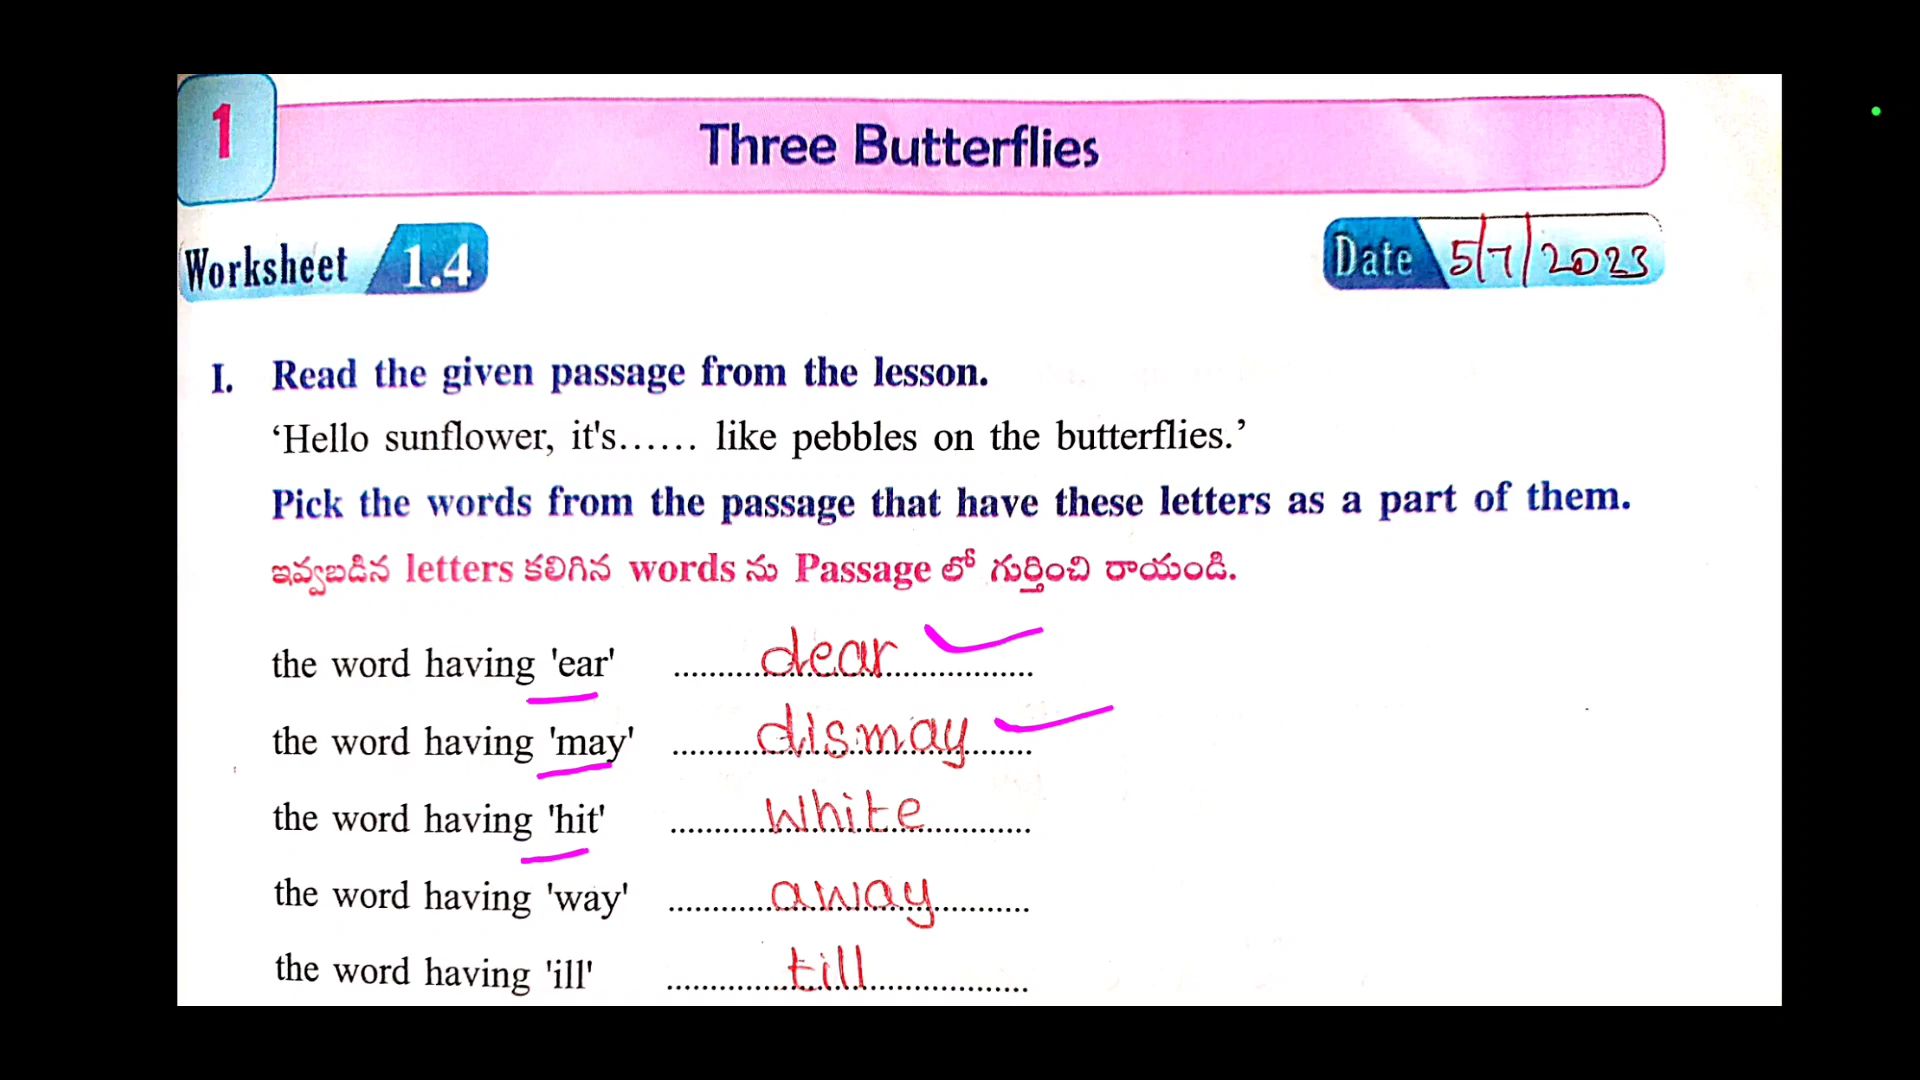 1
Three Butterflies
Worksheet 1.4
Date 5/7/2023
I. Read the given passage from the lesson.
‘Hello sunflower, it's...... like pebbles on the butterflies.’
Pick the words from the passage that have these letters as a part of them.
ఇవ్వబడిన letters కలిగిన words ను Passage లో గుర్తించి రాయండి.
the word having 'ear' dear
the word having 'may' dismay
the word having 'hit' white
the word having 'way' away
the word having 'ill' till